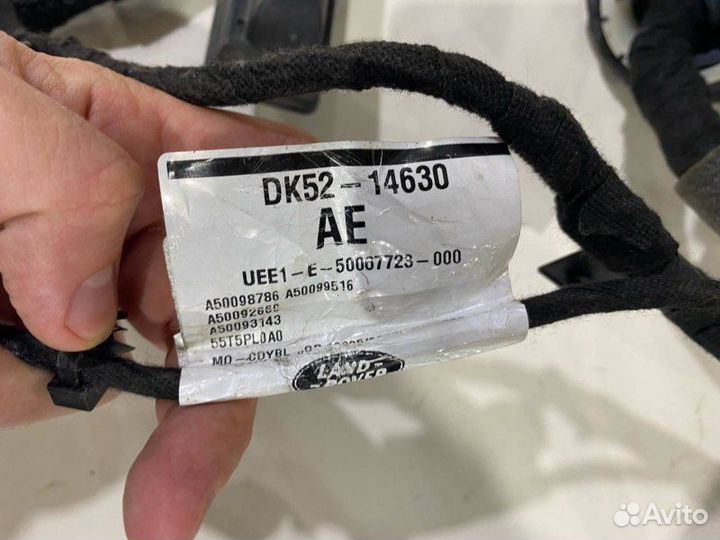 DK52-14630
AE
UEE1-E-50067723-000
A50098786 A50099516
A50093143
55T5PL0A0
LAND-
ROVER
Avito